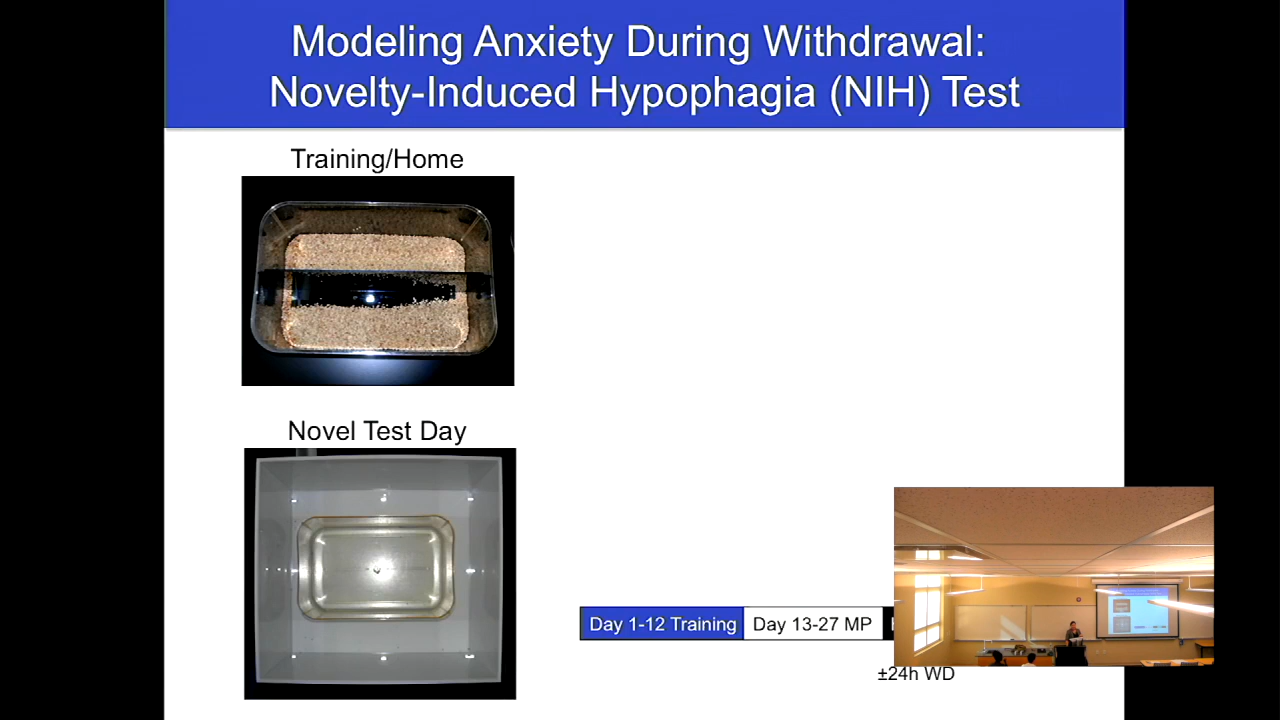 Modeling Anxiety During Withdrawal:
Novelty-Induced Hypophagia (NIH) Test
Training/Home
Novel Test Day
Day 1-12 Training
Day 13-27 MP
±24h WD